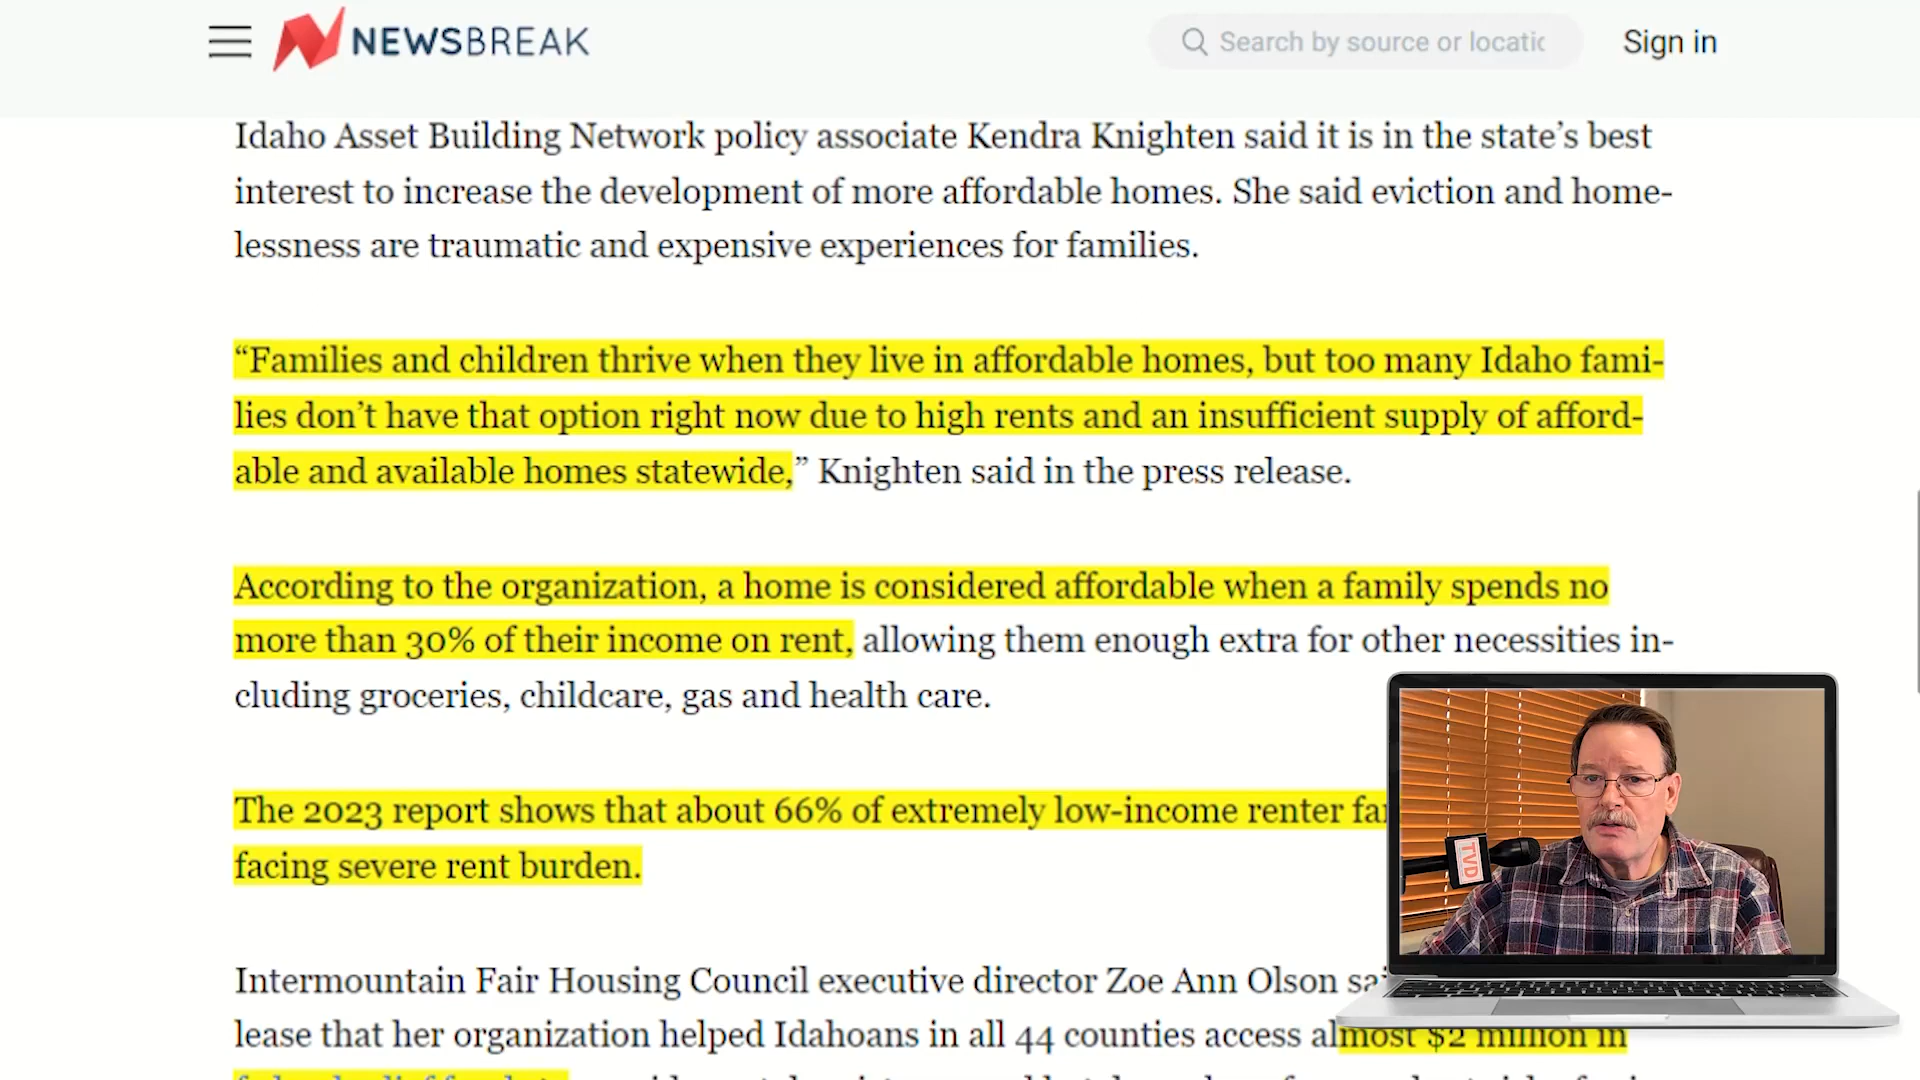 NEWSBREAK
Search by source or locatic
Sign in
Idaho Asset Building Network policy associate Kendra Knighten said it is in the state’s best
interest to increase the development of more affordable homes. She said eviction and home-
lessness are traumatic and expensive experiences for families.
“Families and children thrive when they live in affordable homes, but too many Idaho fami-
lies don’t have that option right now due to high rents and an insufficient supply of afford-
able and available homes statewide,” Knighten said in the press release.
According to the organization, a home is considered affordable when a family spends no
more than 30% of their income on rent, allowing them enough extra for other necessities in-
cluding groceries, childcare, gas and health care.
The 2023 report shows that about 66% of extremely low-income renter
facing severe rent burden.
TVD
Intermountain Fair Housing Council executive director Zoe Ann Olson
lease that her organization helped Idahoans in all 44 counties access almost $2 million in